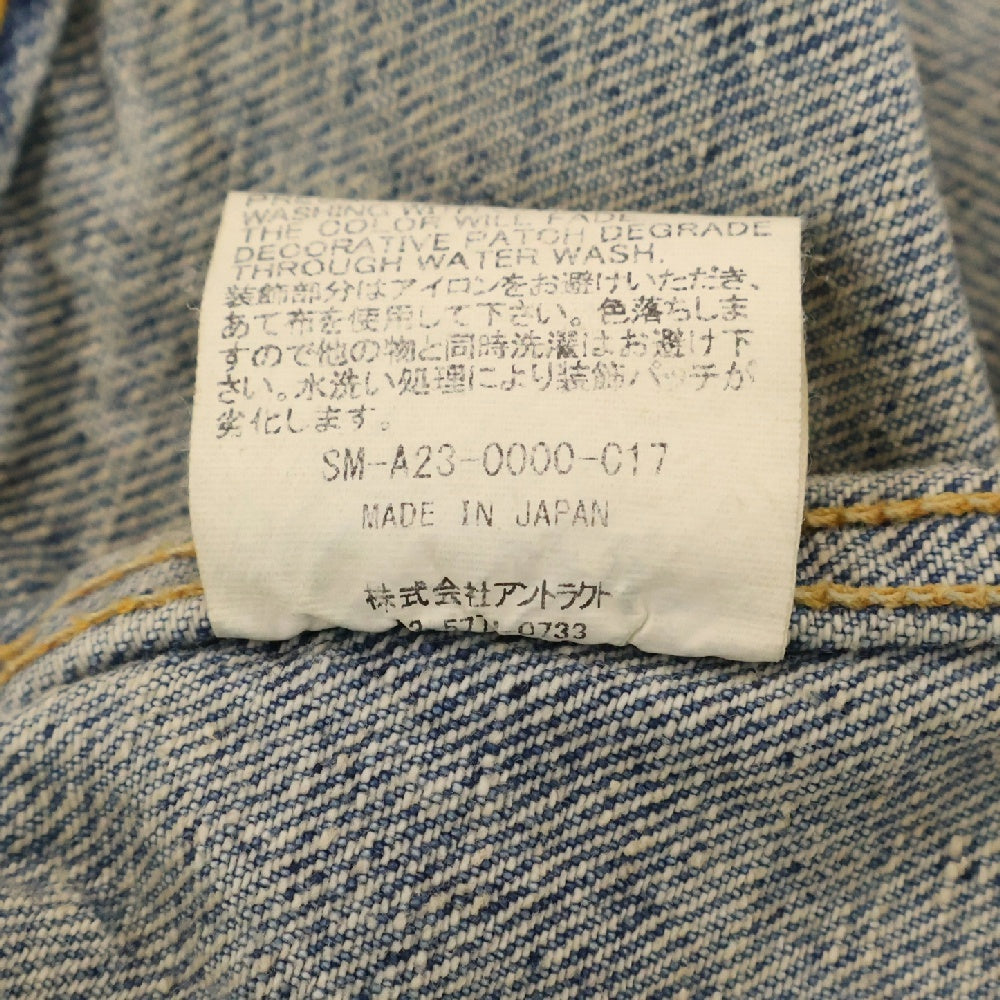 WASHING
THE COLOR WILL FADE
DECORATIVE PATCH DEGRADE
THROUGH WATER WASH.
装飾部分はアイロンをお避けいただき、
あて布を使用して下さい。色落ちしま
すので他の物と同時洗濯はお避け下
さい。水洗い処理により装飾パッチが
劣化します。
SM-A23-0000-017
MADE IN JAPAN
株式会社アントラクト
0733